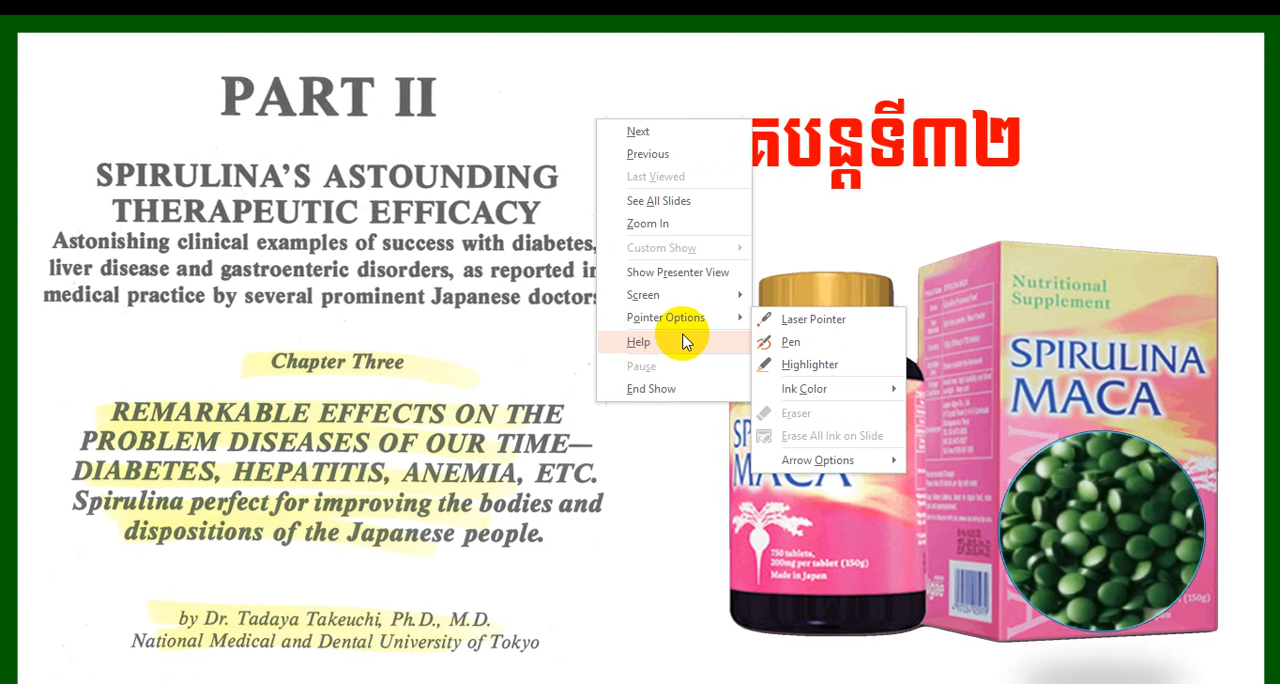 PART II
SPIRULINA'S ASTOUNDING
THERAPEUTIC EFFICACY
Astonishing clinical examples of success with diabetes,
liver disease and gastroenteric disorders, as reported in
medical practice by several prominent Japanese doctors
Chapter Three
REMARKABLE EFFECTS ON THE
PROBLEM DISEASES OF OUR TIME—
DIABETES, HEPATITIS, ANEMIA, ETC.
Spirulina perfect for improving the bodies and
dispositions of the Japanese people.
by Dr. Tadaya Takeuchi, Ph.D., M.D.
National Medical and Dental University of Tokyo
គបន្តទី៣២
Next
Previous
Last Viewed
See All Slides
Zoom In
Custom Show
Show Presenter View
Screen
Pointer Options
Help
Pause
End Show
Laser Pointer
Pen
Highlighter
Ink Color
Eraser
Erase All Ink on Slide
Arrow Options
MACA
750 tablets,
200mg per tablet (150g)
Made in Japan
Nutritional
Supplement
SPIRULINA
MACA
(150g)